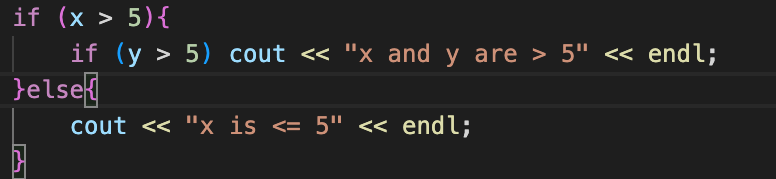 if (x > 5){
    if (y > 5) cout << "x and y are > 5" << endl;
}else{
    cout << "x is <= 5" << endl;
}